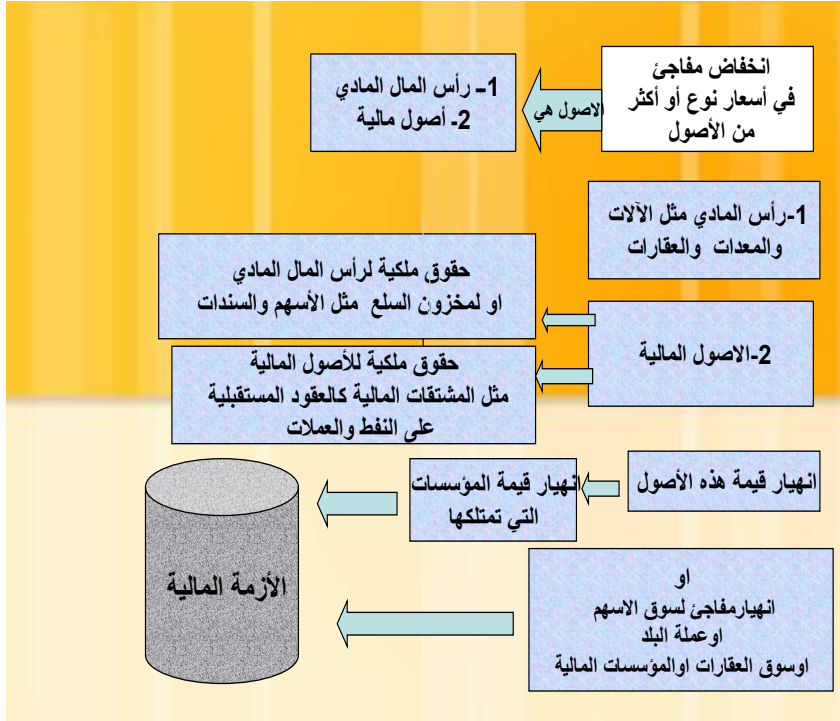 انخفاض مفاجئ
في أسعار نوع أو أكثر
من الأصول
الاصول هي
1– رأس المال المادي
2- أصول مالية
1-رأس المادي مثل الآلات
والمعدات والعقارات
2-الاصول المالية
حقوق ملكية لرأس المال المادي
او لمخزون السلع مثل الأسهم والسندات
حقوق ملكية للأصول المالية
مثل المشتقات المالية كالعقود المستقبلية
على النفط والعملات
انهيار قيمة هذه الأصول
انهيار قيمة المؤسسات
التي تمتلكها
الأزمة المالية
او
انهيارمفاجئ لسوق الاسهم
اوعملة البلد
اوسوق العقارات اوالمؤسسات المالية